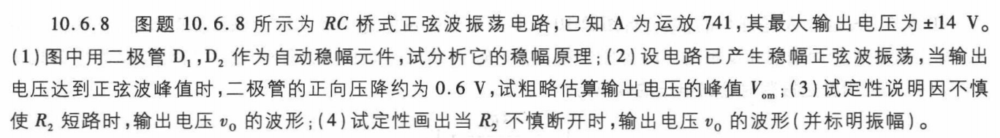 10.6.8 图题 10.6.8 所示为 RC 桥式正弦波振荡电路,已知 A 为运放 741,其最大输出电压为 ±14 V。
(1)图中用二极管 D₁,D₂ 作为自动稳幅元件,试分析它的稳幅原理;(2)设电路已产生稳幅正弦波振荡,当输出
电压达到正弦波峰值时,二极管的正向压降约为 0.6 V,试粗略估算输出电压的峰值 Vₒₘ;(3)试定性说明因不慎
使 R₂ 短路时,输出电压 vₒ 的波形;(4)试定性画出当 R₂ 不慎断开时,输出电压 vₒ 的波形(并标明振幅)。